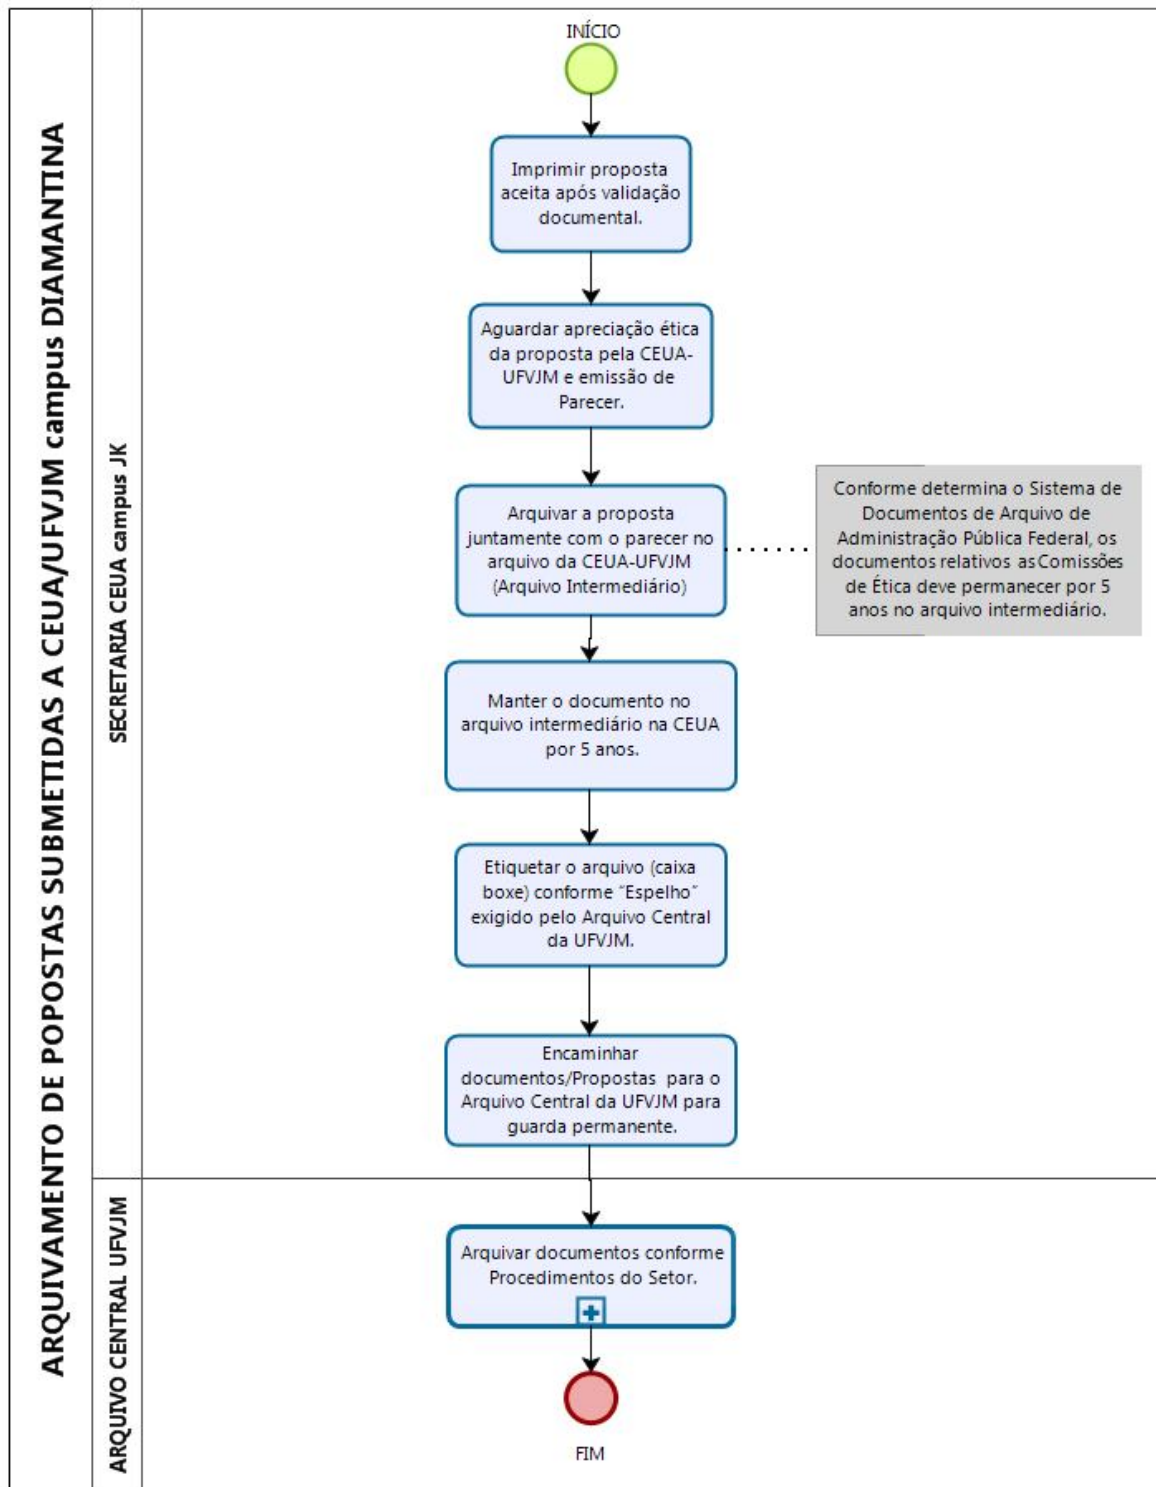 ARQUIVAMENTO DE POPOSTAS SUBMETIDAS A CEUA/UFVJM campus DIAMANTINA
SECRETARIA CEUA campus JK
INÍCIO
Imprimir proposta
aceita após validação
documental.
Aguardar apreciação ética
da proposta pela CEUA-
UFVJM e emissão de
Parecer.
Arquivar a proposta
juntamente com o parecer no
arquivo da CEUA-UFVJM
(Arquivo Intermediário)
Conforme determina o Sistema de
Documentos de Arquivo de
Administração Pública Federal, os
documentos relativos as Comissões
de Ética deve permanecer por 5
anos no arquivo intermediário.
Manter o documento no
arquivo intermediário na CEUA
por 5 anos.
Etiquetar o arquivo (caixa
boxe) conforme “Espelho”
exigido pelo Arquivo Central
da UFVJM.
Encaminhar
documentos/Propostas para o
Arquivo Central da UFVJM para
guarda permanente.
ARQUIVO CENTRAL UFVJM
Arquivar documentos conforme
Procedimentos do Setor.
FIM